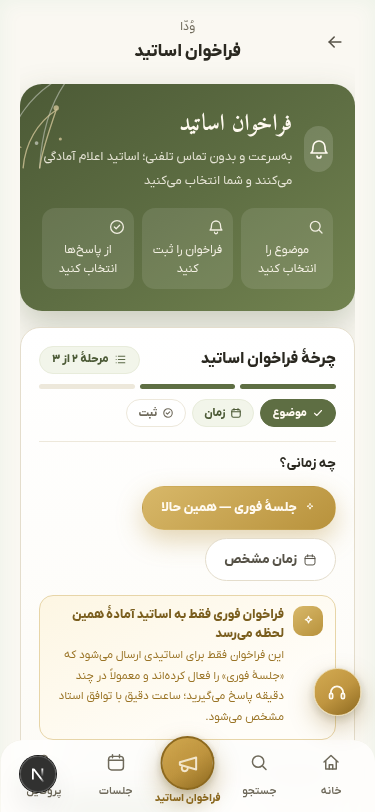 وُدّا
فراخوان اساتید
فراخوان اساتید
به‌سرعت و بدون تماس تلفنی؛ اساتید اعلام آمادگی
می‌کنند و شما انتخاب می‌کنید
موضوع را
انتخاب کنید
فراخوان را ثبت
کنید
از پاسخ‌ها
انتخاب کنید
چرخهٔ فراخوان اساتید
مرحلهٔ ۲ از ۳
موضوع
زمان
ثبت
چه زمانی؟
جلسهٔ فوری — همین حالا
زمان مشخص
فراخوان فوری فقط به اساتید آمادهٔ همین
لحظه می‌رسد
این فراخوان فقط برای اساتیدی ارسال می‌شود که
«جلسهٔ فوری» را فعال کرده‌اند و معمولاً در چند
دقیقه پاسخ می‌گیرید؛ ساعت دقیق با توافق استاد
مشخص می‌شود.
خانه
جستجو
فراخوان اساتید
جلسات
پروفایل
N